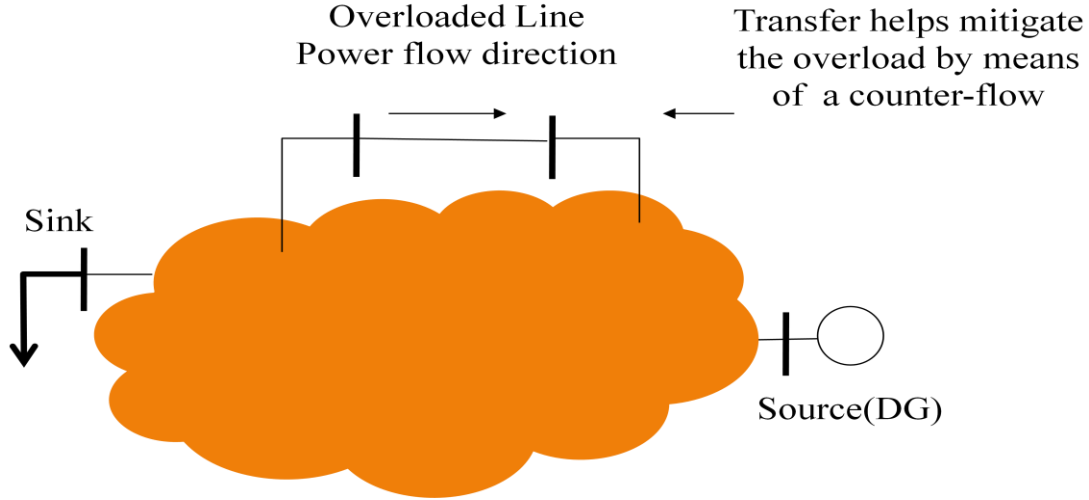 Overloaded Line
Power flow direction
Transfer helps mitigate
the overload by means
of a counter-flow
Sink
Source(DG)